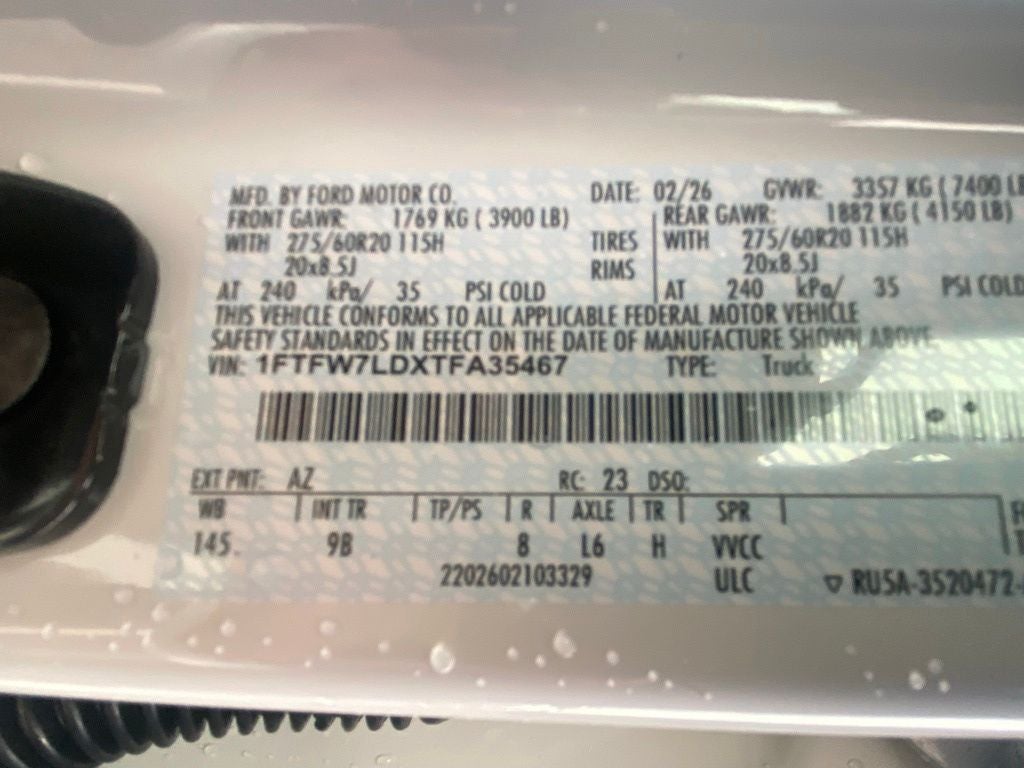 MFD. BY FORD MOTOR CO. DATE: 02/26 GVWR: 3357 KG ( 7400 LB
FRONT GAWR: 1769 KG ( 3900 LB) REAR GAWR: 1882 KG ( 4150 LB)
WITH 275/60R20 115H TIRES WITH 275/60R20 115H
20x8.5J RIMS 20x8.5J
AT 240 kPa/ 35 PSI COLD AT 240 kPa/ 35 PSI COLD
THIS VEHICLE CONFORMS TO ALL APPLICABLE FEDERAL MOTOR VEHICLE
SAFETY STANDARDS IN EFFECT ON THE DATE OF MANUFACTURE SHOWN ABOVE.
VIN: 1FTFW7LDXTFA35467 TYPE: Truck
EXT PNT: AZ RC: 23 DSO:
WB INT TR TP/PS R AXLE TR SPR
145. 9B 8 L6 H VVCC
2202602103329 ULC RU5A-3520472-